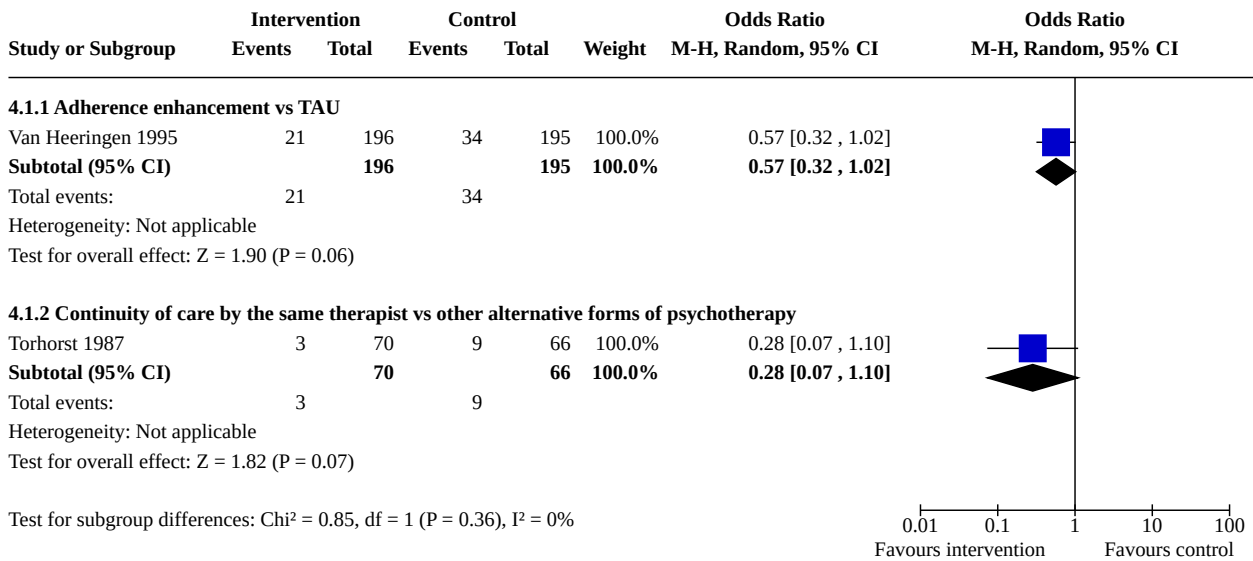 Intervention Control Odds Ratio Odds Ratio
Study or Subgroup Events Total Events Total Weight M-H, Random, 95% CI M-H, Random, 95% CI
4.1.1 Adherence enhancement vs TAU
Van Heeringen 1995 21 196 34 195 100.0% 0.57 [0.32 , 1.02]
Subtotal (95% CI) 196 195 100.0% 0.57 [0.32 , 1.02]
Total events: 21 34
Heterogeneity: Not applicable
Test for overall effect: Z = 1.90 (P = 0.06)
4.1.2 Continuity of care by the same therapist vs other alternative forms of psychotherapy
Torhorst 1987 3 70 9 66 100.0% 0.28 [0.07 , 1.10]
Subtotal (95% CI) 70 66 100.0% 0.28 [0.07 , 1.10]
Total events: 3 9
Heterogeneity: Not applicable
Test for overall effect: Z = 1.82 (P = 0.07)
Test for subgroup differences: Chi² = 0.85, df = 1 (P = 0.36), I² = 0%
0.01 0.1 1 10 100
Favours intervention Favours control